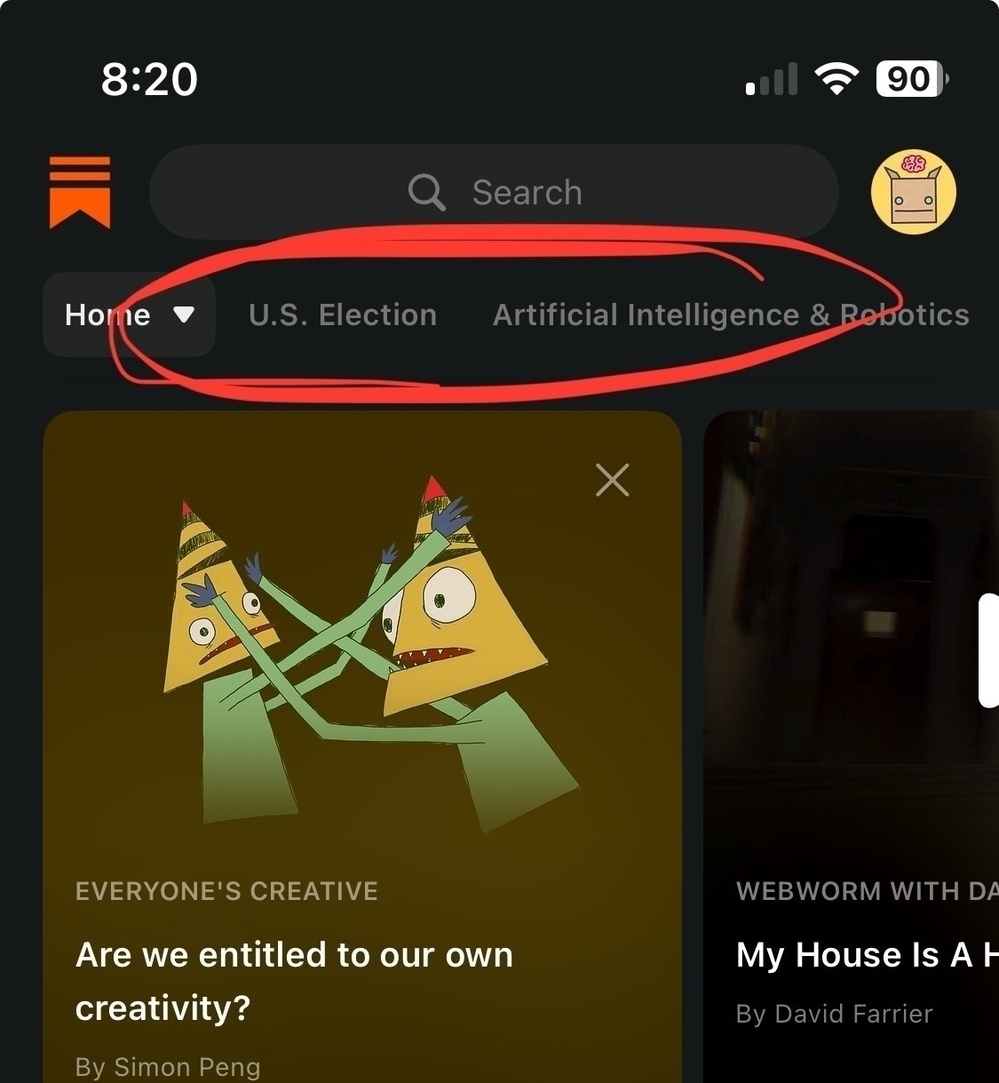 8:20
90
Search
Home U.S. Election Artificial Intelligence & Robotics
EVERYONE'S CREATIVE
Are we entitled to our own
creativity?
By Simon Peng
WEBWORM WITH DA
My House Is A H
By David Farrier